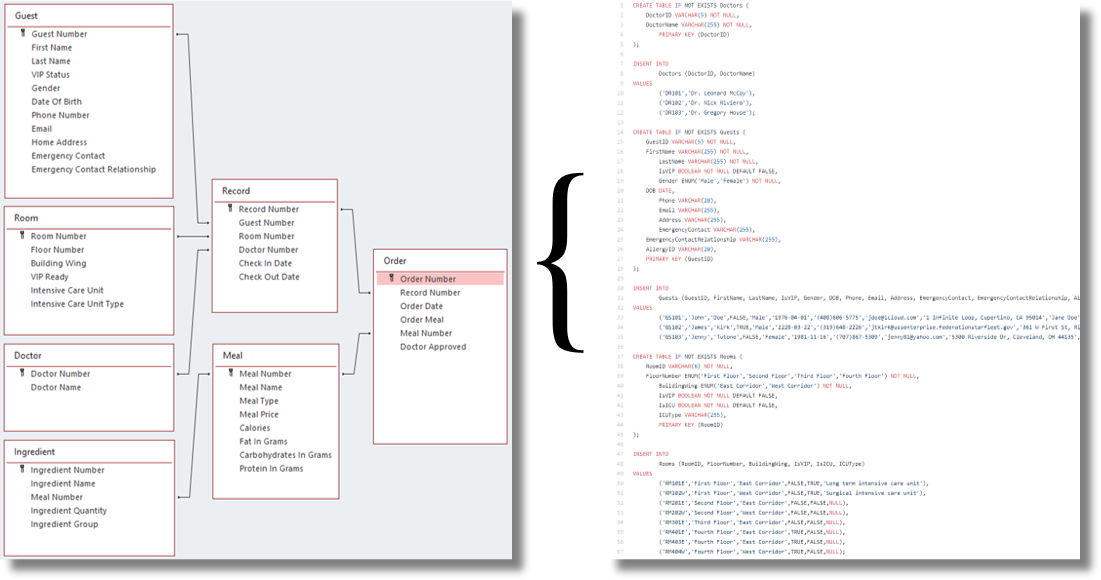 Guest
Guest Number
First Name
Last Name
VIP Status
Gender
Date Of Birth
Phone Number
Email
Home Address
Emergency Contact
Emergency Contact Relationship
Room
Room Number
Floor Number
Building Wing
VIP Ready
Intensive Care Unit
Intensive Care Unit Type
Doctor
Doctor Number
Doctor Name
Ingredient
Ingredient Number
Ingredient Name
Meal Number
Ingredient Quantity
Ingredient Group
Record
Record Number
Guest Number
Room Number
Doctor Number
Check In Date
Check Out Date
Meal
Meal Number
Meal Name
Meal Type
Meal Price
Calories
Fat In Grams
Carbohydrates In Grams
Protein In Grams
Order
Order Number
Record Number
Order Date
Order Meal
Meal Number
Doctor Approved
{
1 CREATE TABLE IF NOT EXISTS Doctors (
2 DoctorID VARCHAR(5) NOT NULL,
3 DoctorName VARCHAR(255) NOT NULL,
4 PRIMARY KEY (DoctorID)
5 );
6
7 INSERT INTO
8 Doctors (DoctorID, DoctorName)
9 VALUES
10 ('DR101','Dr. Leonard McCoy'),
11 ('DR102','Dr. Nick Riviera'),
12 ('DR103','Dr. Gregory House');
13
14 CREATE TABLE IF NOT EXISTS Guests (
15 GuestID VARCHAR(5) NOT NULL,
16 FirstName VARCHAR(255) NOT NULL,
17 LastName VARCHAR(255) NOT NULL,
18 IsVIP BOOLEAN NOT NULL DEFAULT FALSE,
19 Gender ENUM('Male','Female') NOT NULL,
20 DOB DATE,
21 Phone VARCHAR(20),
22 Email VARCHAR(255),
23 Address VARCHAR(255),
24 EmergencyContact VARCHAR(255),
25 EmergencyContactRelationship VARCHAR(255),
26 AllergyID VARCHAR(20),
27 PRIMARY KEY (GuestID)
28 );
29
30 INSERT INTO
31 Guests (GuestID, FirstName, LastName, IsVIP, Gender, DOB, Phone, Email, Address, EmergencyContact, EmergencyContactRelationship, AL
32 VALUES
33 ('GS101','John','Doe',FALSE,'Male','1976-04-01','(408)606-5775','jdoe@icloud.com','1 Infinite Loop, Cupertino, CA 95014','Jane Doe'
34 ('GS102','James','Kirk',TRUE,'Male','2228-03-22','(319)648-2226','jtkirk@ussenterprise.federationstarfleet.gov','361 W First St, Ri
35 ('GS103','Jenny','Tutone',FALSE,'Female','1981-11-16','(707)867-5309','jenny81@yahoo.com','5300 Riverside Dr, Cleveland, OH 44135',
36
37 CREATE TABLE IF NOT EXISTS Rooms (
38 RoomID VARCHAR(6) NOT NULL,
39 FloorNumber ENUM('First Floor','Second Floor','Third Floor','Fourth Floor') NOT NULL,
40 BuildingWing ENUM('East Corridor','West Corridor') NOT NULL,
41 IsVIP BOOLEAN NOT NULL DEFAULT FALSE,
42 IsICU BOOLEAN NOT NULL DEFAULT FALSE,
43 ICUType VARCHAR(255),
44 PRIMARY KEY (RoomID)
45 );
46
47 INSERT INTO
48 Rooms (RoomID, FloorNumber, BuildingWing, IsVIP, IsICU, ICUType)
49 VALUES
50 ('RM101E','First Floor','East Corridor',FALSE,TRUE,'Long term intensive care unit'),
51 ('RM102W','First Floor','West Corridor',FALSE,TRUE,'Surgical intensive care unit'),
52 ('RM201E','Second Floor','East Corridor',FALSE,FALSE,NULL),
53 ('RM202W','Second Floor','West Corridor',FALSE,FALSE,NULL),
54 ('RM301E','Third Floor','East Corridor',FALSE,FALSE,NULL),
55 ('RM401E','Fourth Floor','East Corridor',TRUE,FALSE,NULL),
56 ('RM403E','Fourth Floor','East Corridor',TRUE,FALSE,NULL),
57 ('RM404W','Fourth Floor','West Corridor',TRUE,FALSE,NULL);